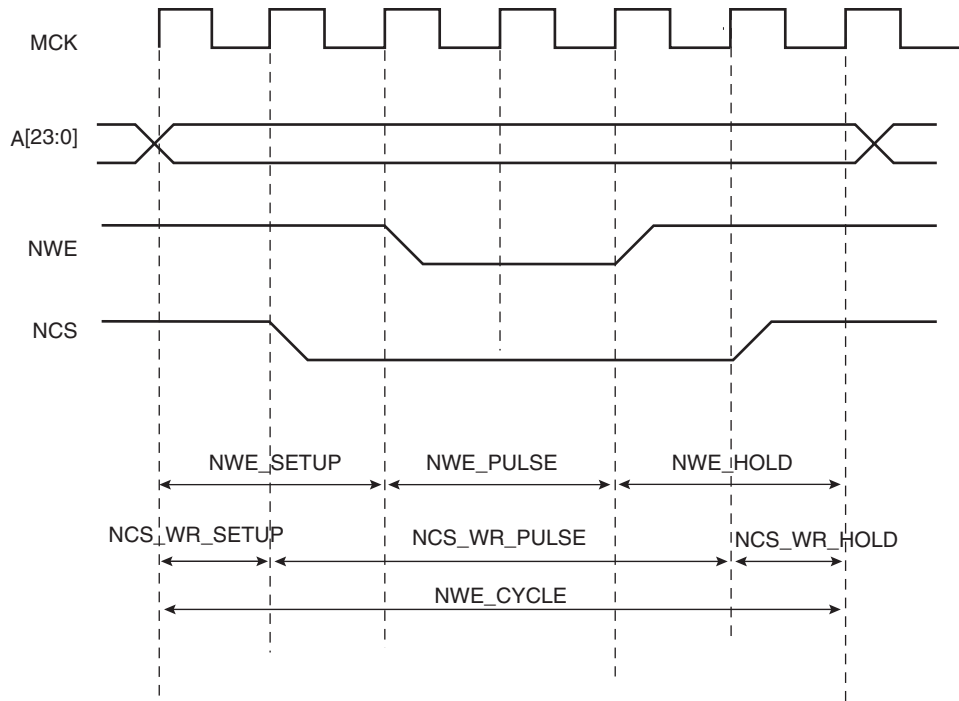 MCK
A[23:0]
NWE
NCS
NWE_SETUP NWE_PULSE NWE_HOLD
NCS_WR_SETUP NCS_WR_PULSE NCS_WR_HOLD
NWE_CYCLE